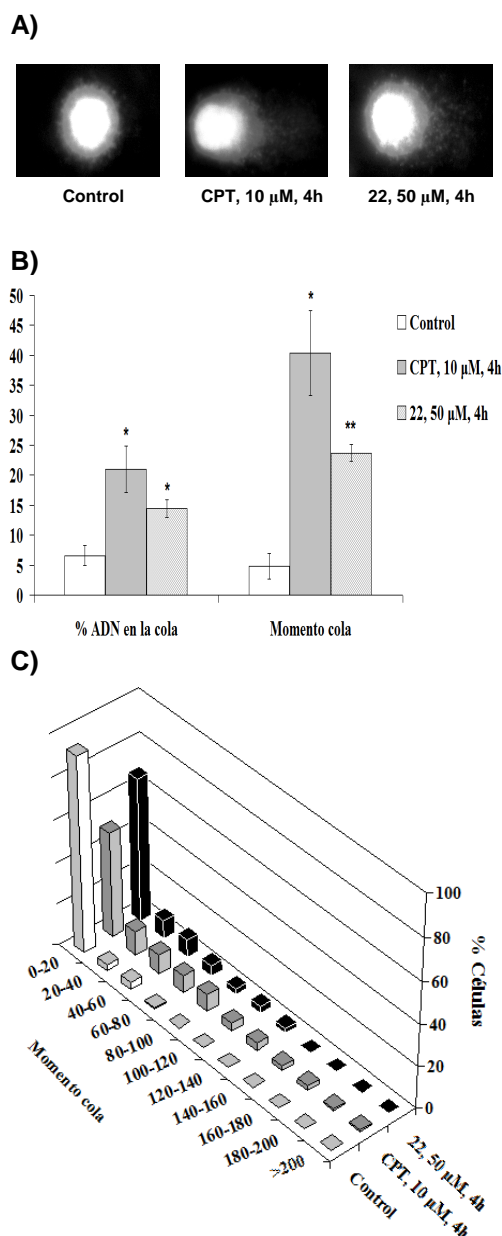 A)
Control
CPT, 10 µM, 4h
22, 50 µM, 4h
B)
50
45
40
35
30
25
20
15
10
5
0
*
*
*
**
% ADN en la cola
Momento cola
Control
CPT, 10 µM, 4h
22, 50 µM, 4h
C)
100
80
60
40
20
0
% Células
0-20
20-40
40-60
60-80
80-100
100-120
120-140
140-160
160-180
180-200
>200
Momento cola
22, 50 µM, 4h
CPT, 10 µM, 4h
Control